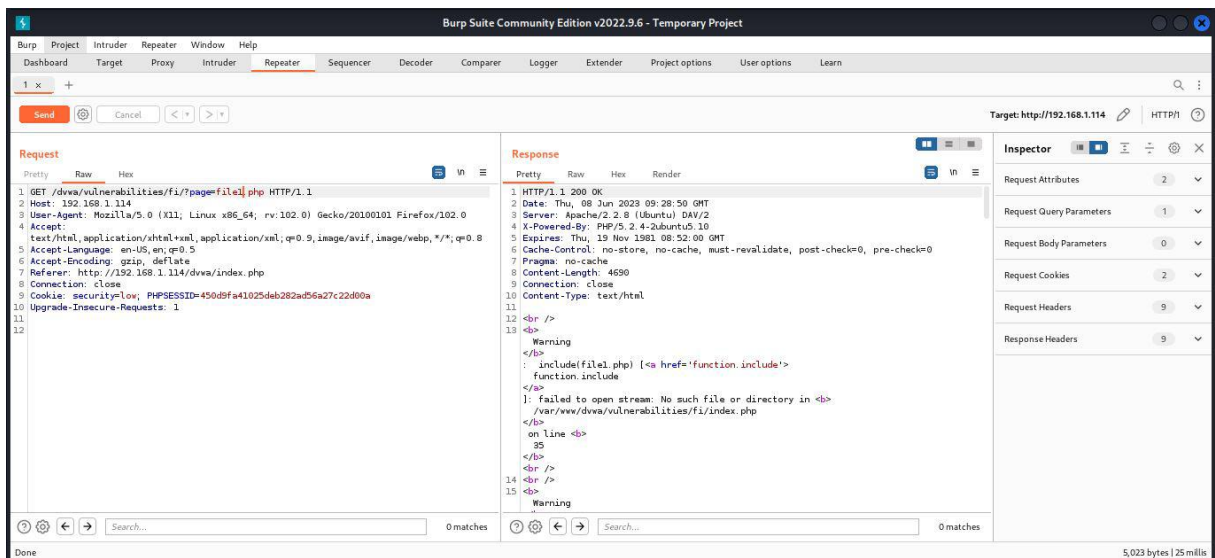 Burp Suite Community Edition v2022.9.6 - Temporary Project
Burp Project Intruder Repeater Window Help
Dashboard Target Proxy Intruder Repeater Sequencer Decoder Comparer Logger Extender Project options User options Learn
1 × +
Send Cancel < > Target: http://192.168.1.114 HTTP/1
Request
Pretty Raw Hex \n
1 GET /dvwa/vulnerabilities/fi/?page=file1.php HTTP/1.1
2 Host: 192.168.1.114
3 User-Agent: Mozilla/5.0 (X11; Linux x86_64; rv:102.0) Gecko/20100101 Firefox/102.0
4 Accept:
text/html,application/xhtml+xml,application/xml;q=0.9,image/avif,image/webp,*/*;q=0.8
5 Accept-Language: en-US,en;q=0.5
6 Accept-Encoding: gzip, deflate
7 Referer: http://192.168.1.114/dvwa/index.php
8 Connection: close
9 Cookie: security=low; PHPSESSID=450d9fa41025deb282ad56a27c22d00a
10 Upgrade-Insecure-Requests: 1
11
12
Search... 0 matches
Response
Pretty Raw Hex Render \n
1 HTTP/1.1 200 OK
2 Date: Thu, 08 Jun 2023 09:28:50 GMT
3 Server: Apache/2.2.8 (Ubuntu) DAV/2
4 X-Powered-By: PHP/5.2.4-2ubuntu5.10
5 Expires: Thu, 19 Nov 1981 08:52:00 GMT
6 Cache-Control: no-store, no-cache, must-revalidate, post-check=0, pre-check=0
7 Pragma: no-cache
8 Content-Length: 4690
9 Connection: close
10 Content-Type: text/html
11
12 <br />
13 <b>
Warning
</b>
: include(file1.php) [<a href='function.include'>
function.include
</a>
]: failed to open stream: No such file or directory in <b>
/var/www/dvwa/vulnerabilities/fi/index.php
</b>
on line <b>
35
</b>
<br />
14 <br />
15 <b>
Warning
Search... 0 matches
Inspector
Request Attributes 2
Request Query Parameters 1
Request Body Parameters 0
Request Cookies 2
Request Headers 9
Response Headers 9
Done 5,023 bytes | 25 millis